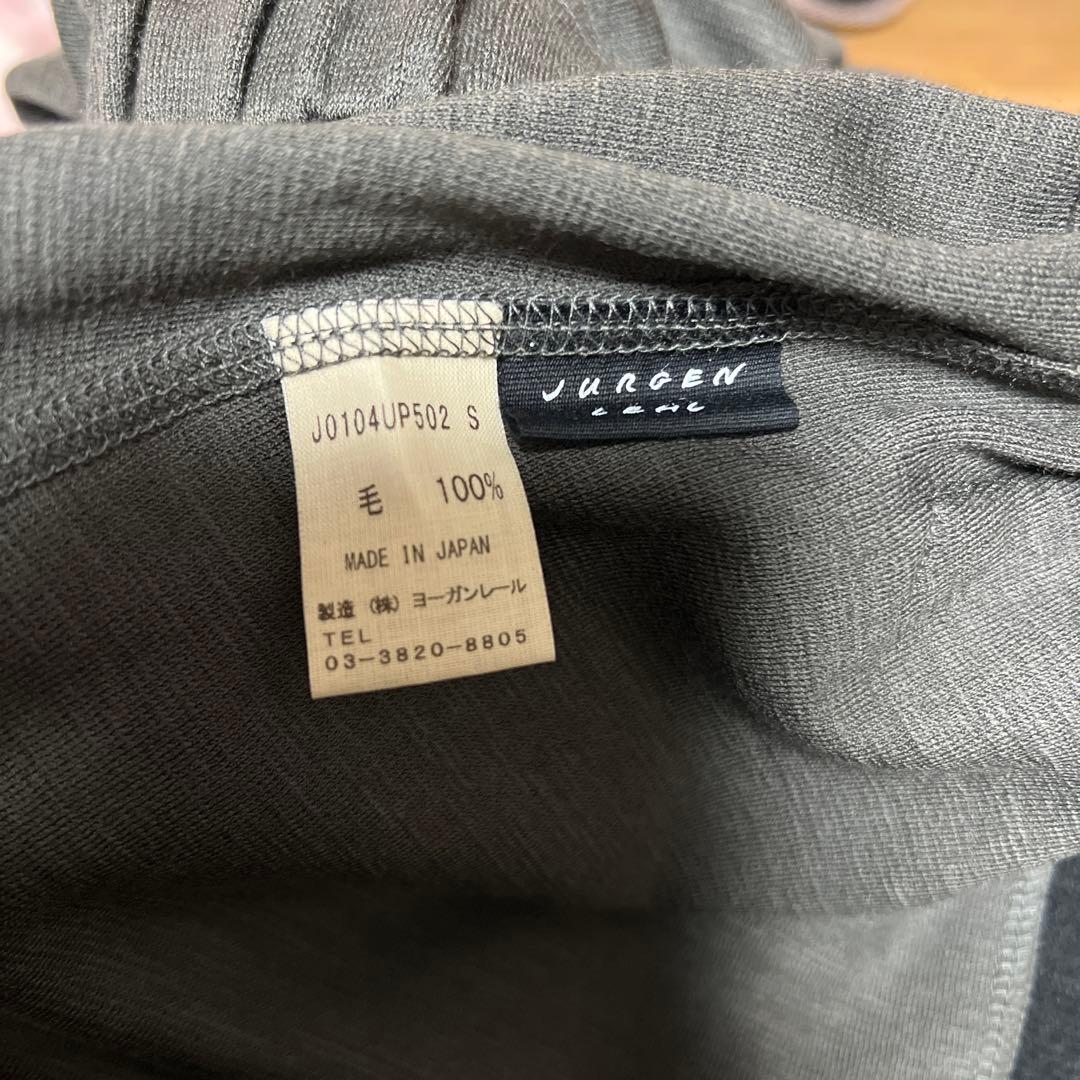 J0104UP502 S
毛 100%
MADE IN JAPAN
製造 (株) ヨーガンレール
TEL
03-3820-8805
JURGEN
LEHL